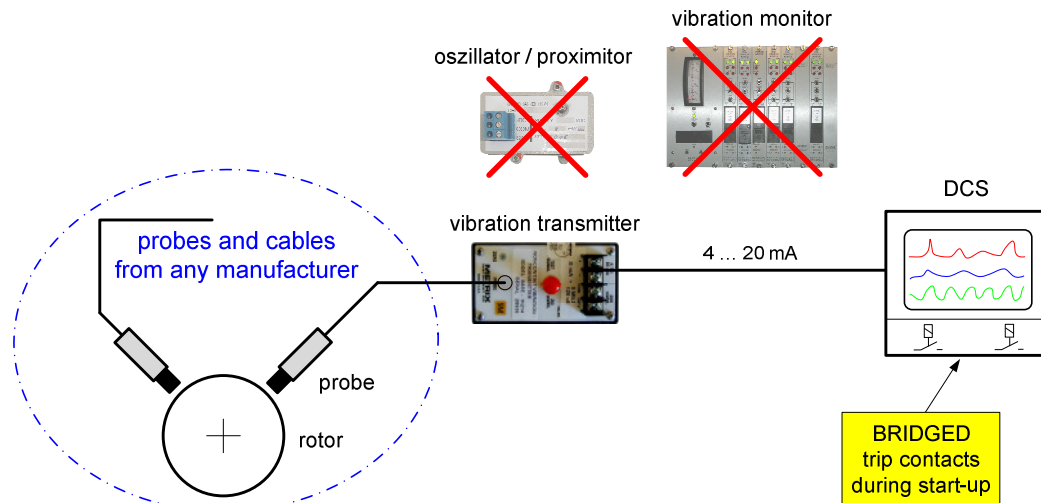 vibration monitor
oszillator / proximitor
DCS
vibration transmitter
probes and cables
from any manufacturer
4 ... 20 mA
probe
rotor
BRIDGED
trip contacts
during start-up